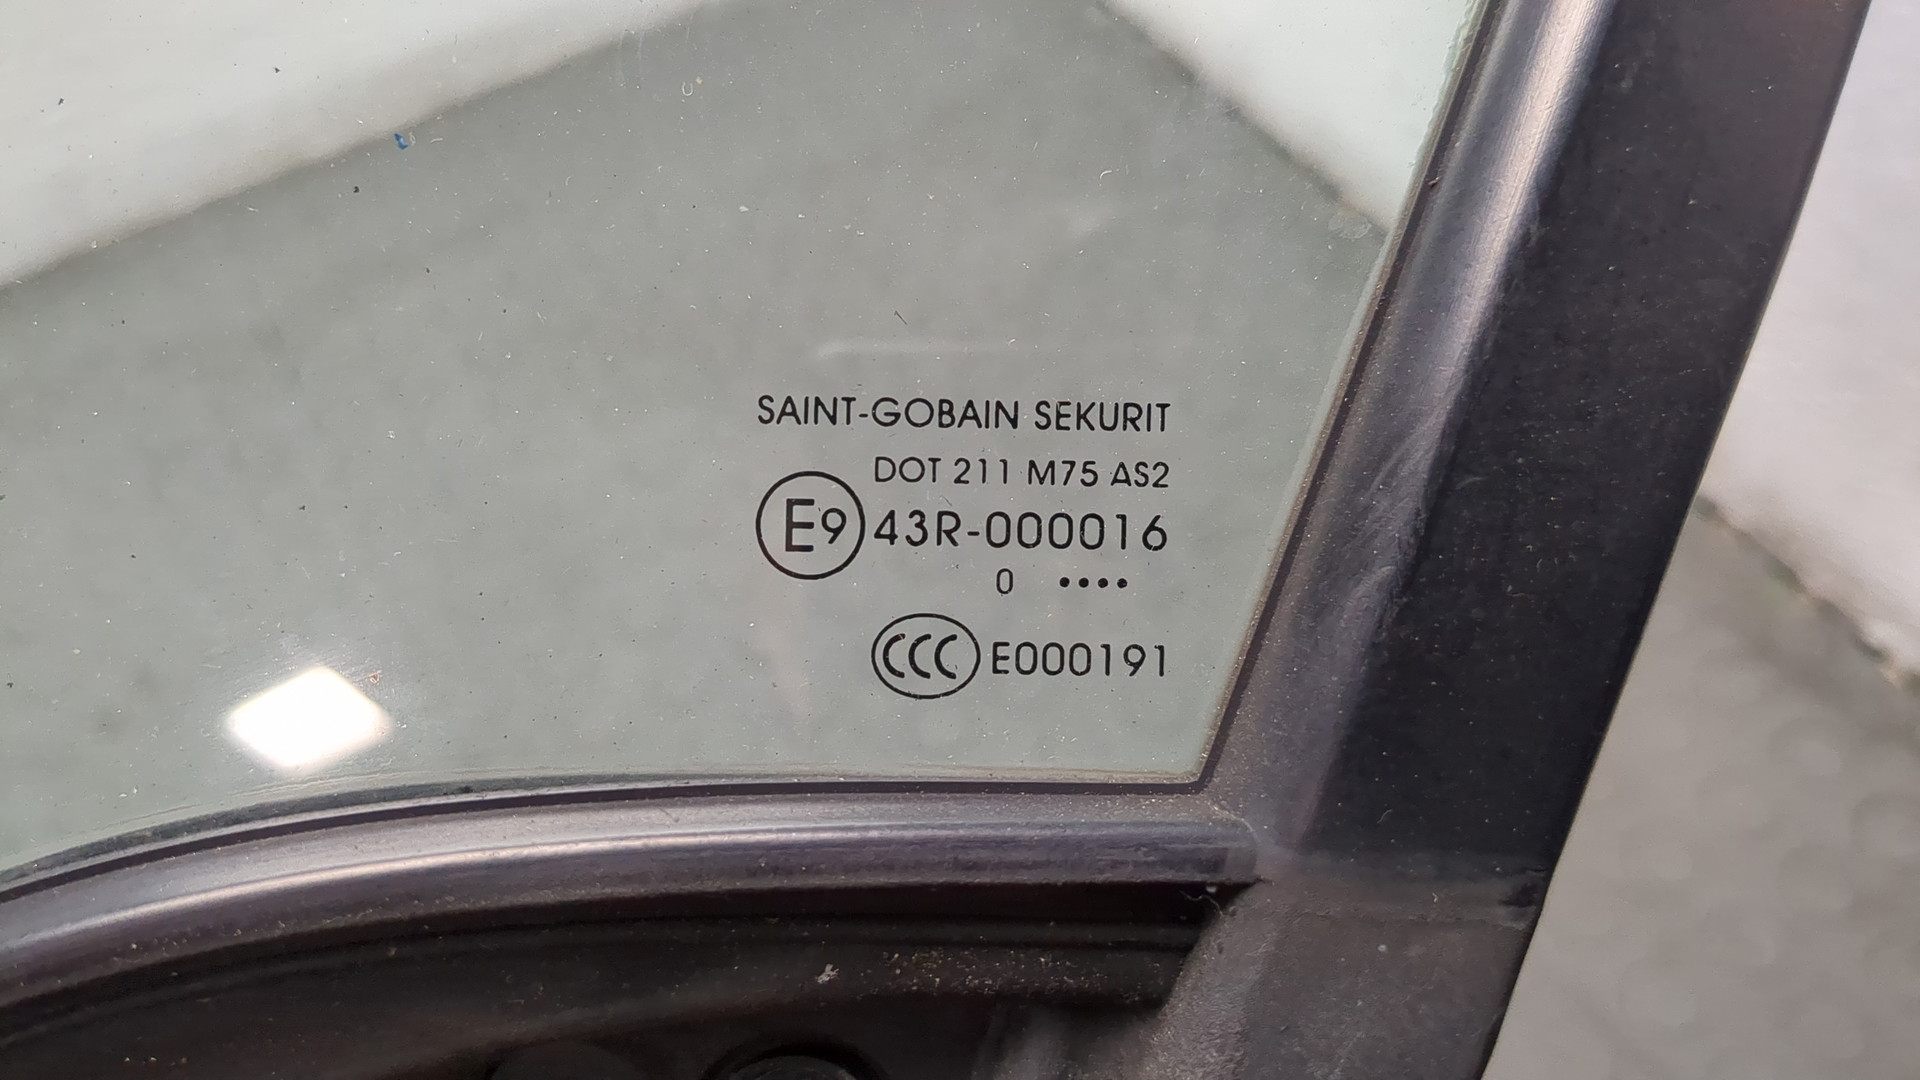 SAINT-GOBAIN SEKURIT
DOT 211 M75 AS2
E9 43R-000016
0 ••••
CCC E000191